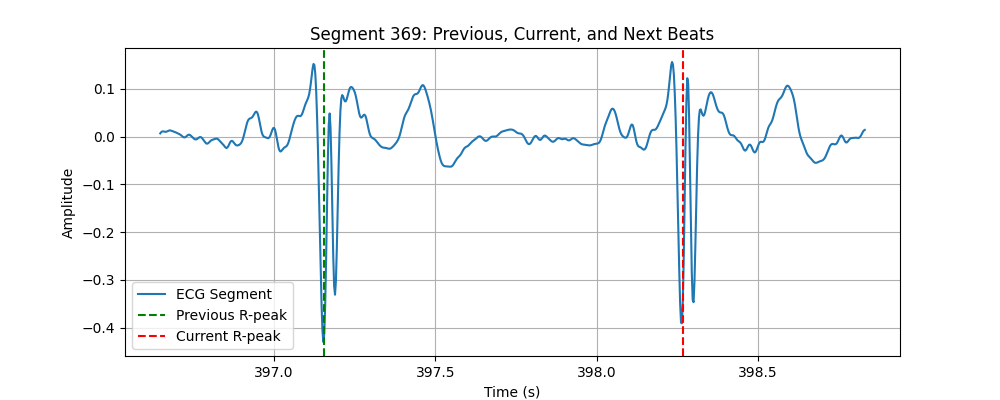 Segment 369: Previous, Current, and Next Beats
Amplitude
0.1
0.0
−0.1
−0.2
−0.3
−0.4
ECG Segment
Previous R-peak
Current R-peak
397.0 397.5 398.0 398.5
Time (s)